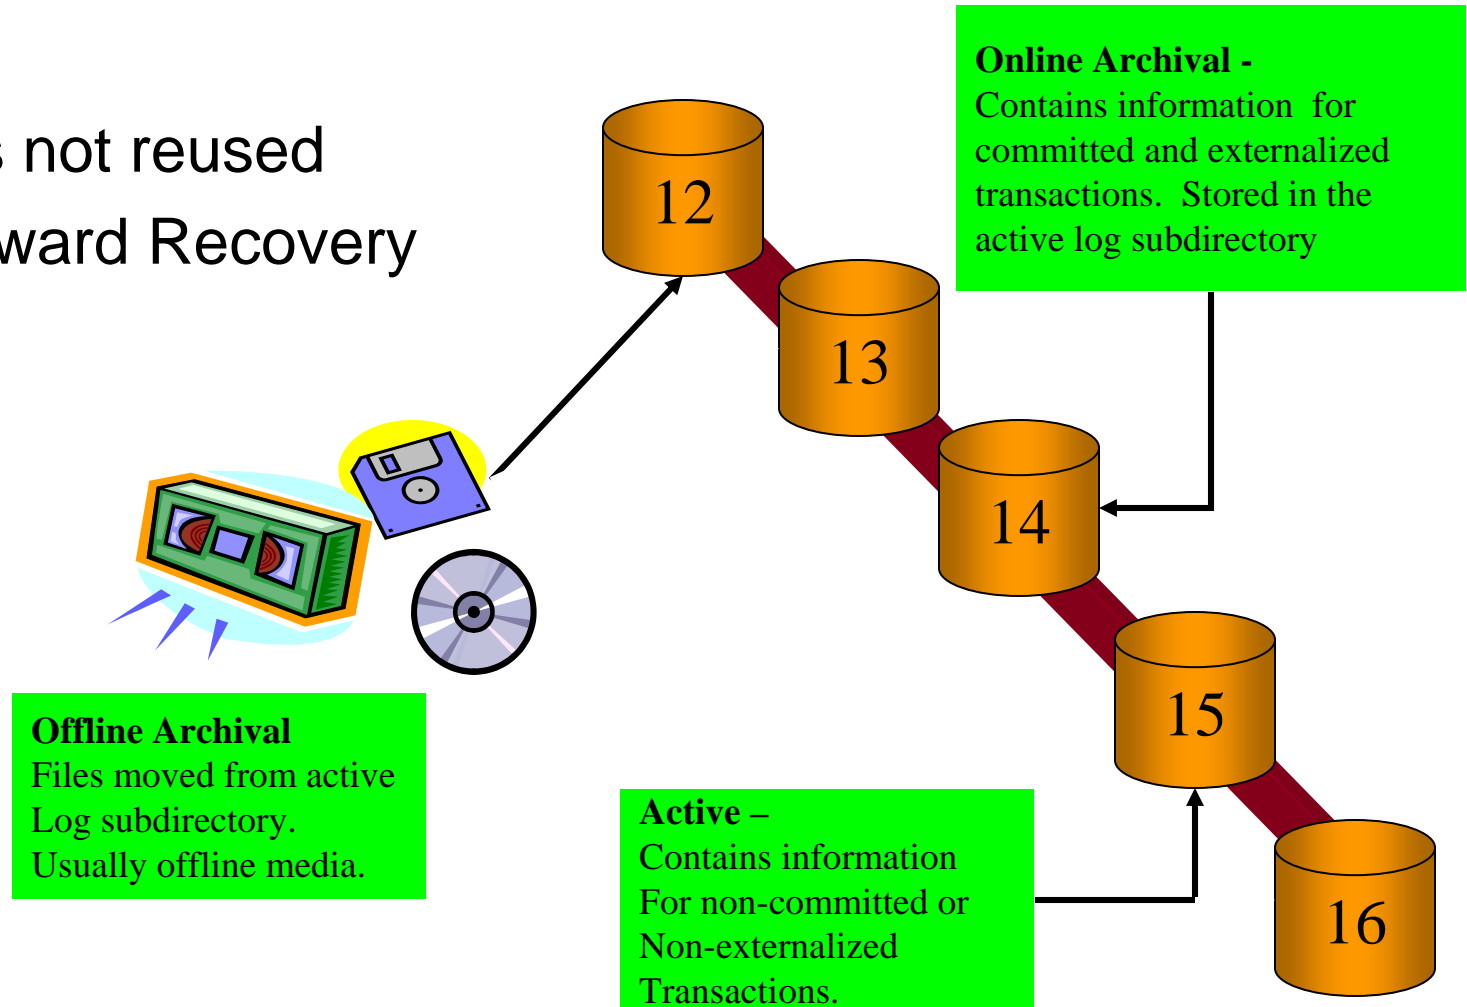 not reused
Recovery
Online Archival -
Contains information for
committed and externalized
transactions. Stored in the
active log subdirectory
12
13
14
15
16
Offline Archival
Files moved from active
Log subdirectory.
Usually offline media.
Active –
Contains information
For non-committed or
Non-externalized
Transactions.